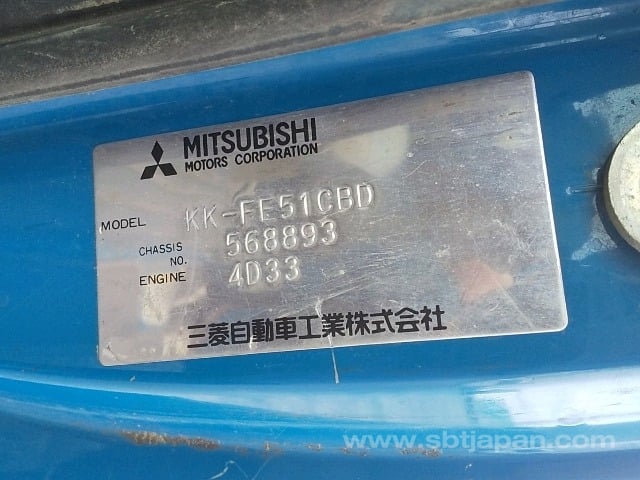 MITSUBISHI
MOTORS CORPORATION
MODEL KK-FE51CBD
CHASSIS NO. 568893
ENGINE 4D33
三菱自動車工業株式会社
www.sbtjapan.com